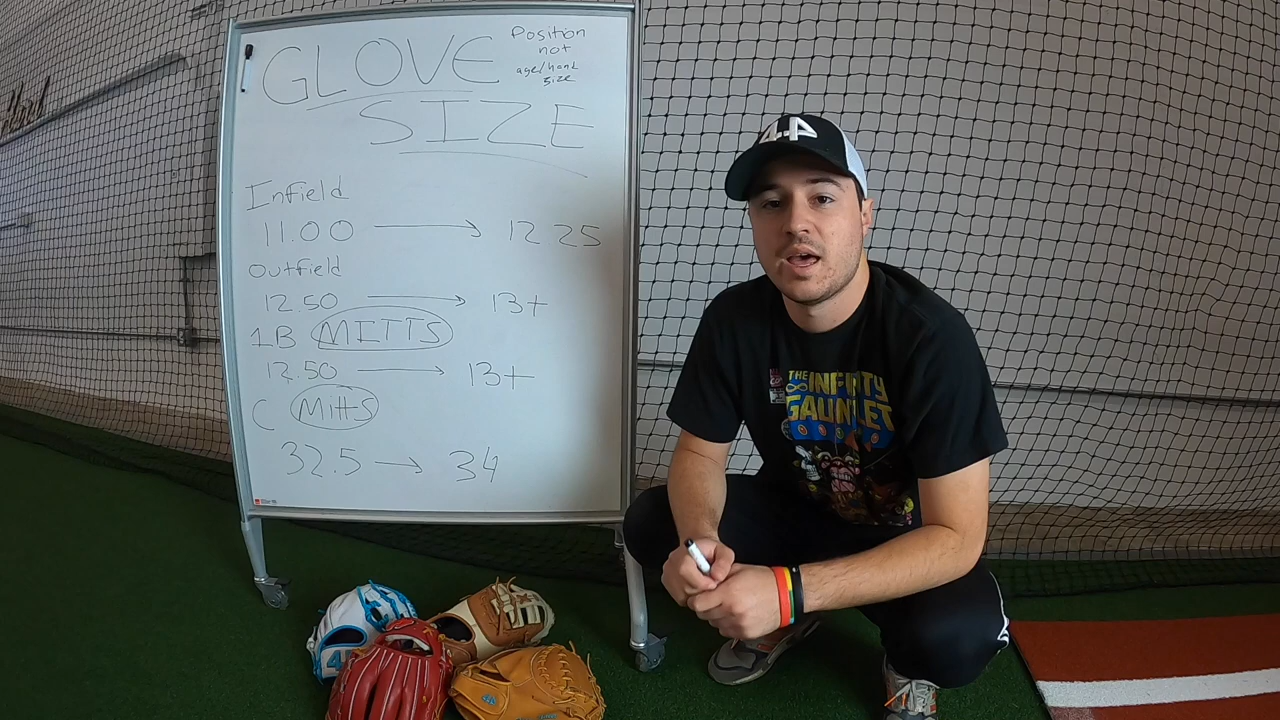 GLOVE
SIZE
Position
not
age/hand
size
Infield
11.00 → 12 25
Outfield
12.50 → 13+
1B MITTS
12.50 → 13+
C Mitts
32.5 → 34
THE INFINITY
GAUNTLET